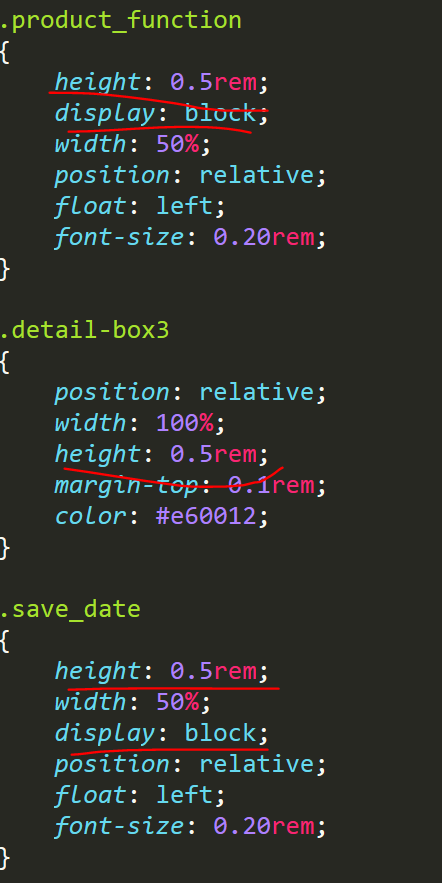 .product_function
{
height: 0.5rem;
display: block;
width: 50%;
position: relative;
float: left;
font-size: 0.20rem;
}
.detail-box3
{
position: relative;
width: 100%;
height: 0.5rem;
margin-top: 0.1rem;
color: #e60012;
}
.save_date
{
height: 0.5rem;
width: 50%;
display: block;
position: relative;
float: left;
font-size: 0.20rem;
}